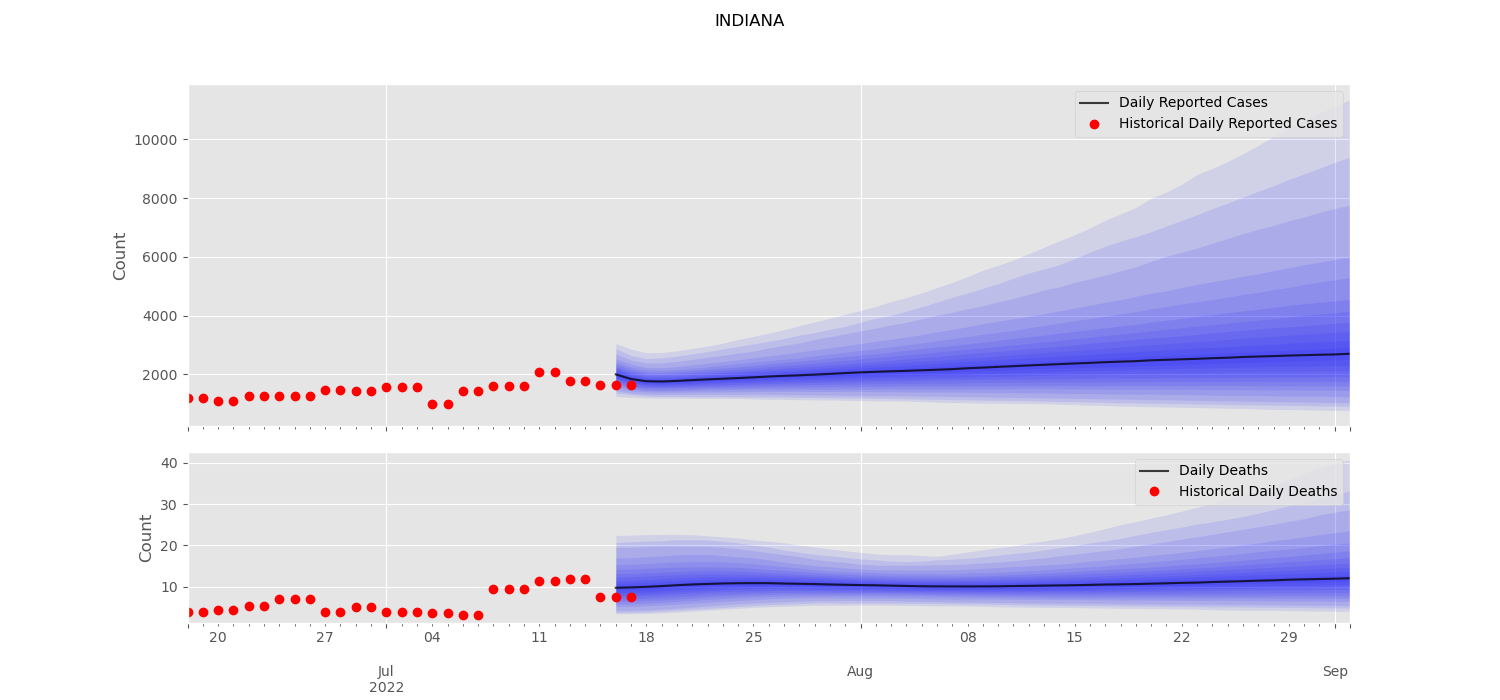 INDIANA
Daily Reported Cases
Historical Daily Reported Cases
10000
8000
6000
4000
2000
Count
Daily Deaths
Historical Daily Deaths
40
30
20
10
Count
20 27 04 11 18 25 08 15 22 29
Jul Aug Sep
2022